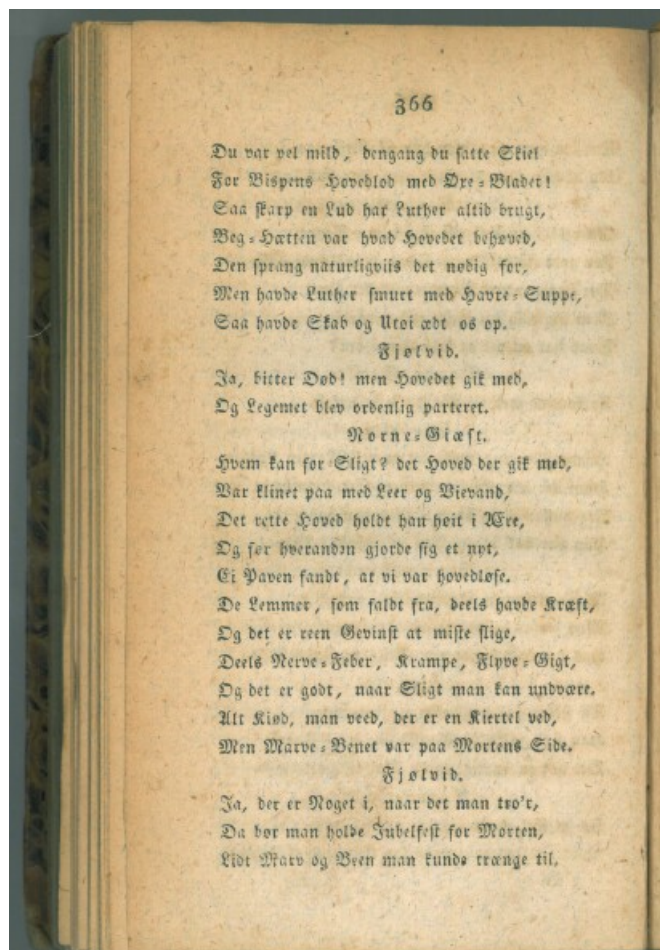 366
Du var vel mild, dengang du satte Skiel
For Bispens Hovedlod med Øre-Bladet!
Saa skarp en Lud har Luther altid brugt,
Beg-Hætten var hvad Hovedet behøved,
Den sprang naturligviis det nødig for,
Men havde Luther smurt med Havre-Suppe,
Saa havde Skab og Utøi ædt os op.
Fjølvid.
Ja, bitter Død! men Hovedet gik med,
Og Legemet blev ordenlig parteret.
Norne-Giæst.
Hvem kan for Sligt? det Hoved der gik med,
Var klinet paa med Leer og Vievand,
Det rette Hoved holdt han høit i Ære,
Og før hveranden gjorde sig et nyt,
Ei Paven fandt, at vi var hovedløse.
De Lemmer, som faldt fra, deels havde Kræft,
Og det er reen Gevinst at miste slige,
Deels Nerve-Feber, Krampe, Flyve-Gigt,
Og det er godt, naar Sligt man kan undvære.
Alt Kiød, man veed, der er en Kiertel ved,
Men Marve-Benet var paa Mortens Side.
Fjølvid.
Ja, der er Noget i, naar det man tro'r,
Da bør man holde Jubelfest for Morten,
Lidt Marv og Been man kunde trænge til,